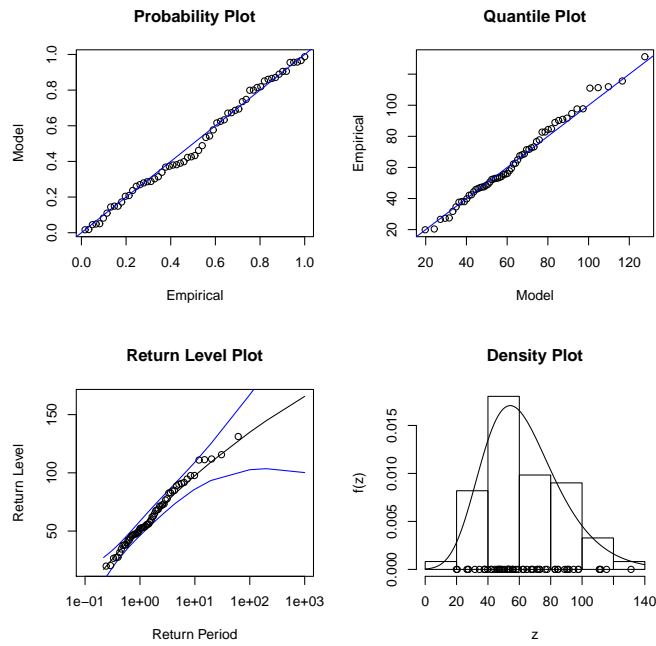 Probability Plot
1.0
0.8
0.6
0.4
0.2
0.0
Model
0.0 0.2 0.4 0.6 0.8 1.0
Empirical
Quantile Plot
100
80
60
40
20
Empirical
20 40 60 80 100 120
Model
Return Level Plot
150
100
50
Return Level
1e−01 1e+00 1e+01 1e+02 1e+03
Return Period
Density Plot
0.015
0.010
0.005
0.000
f(z)
0 20 40 60 80 100 120 140
z